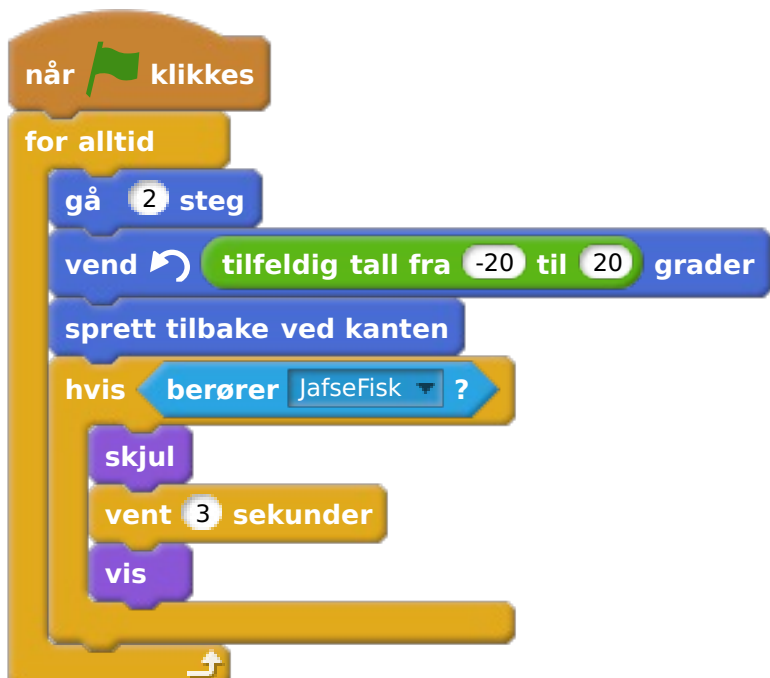 når klikkes
for alltid
gå 2 steg
vend tilfeldig tall fra -20 til 20 grader
sprett tilbake ved kanten
hvis berører JafseFisk ?
skjul
vent 3 sekunder
vis